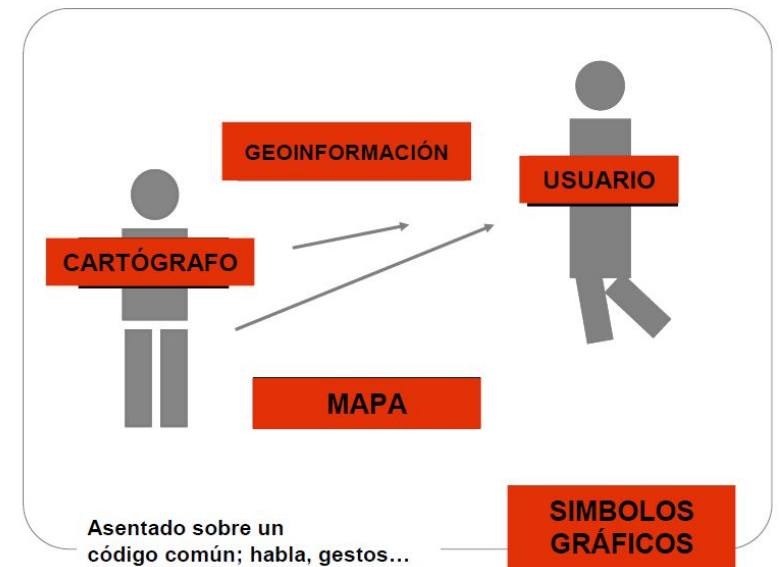 GEOINFORMACIÓN
USUARIO
CARTÓGRAFO
MAPA
SIMBOLOS
GRÁFICOS
Asentado sobre un
código común; habla, gestos...